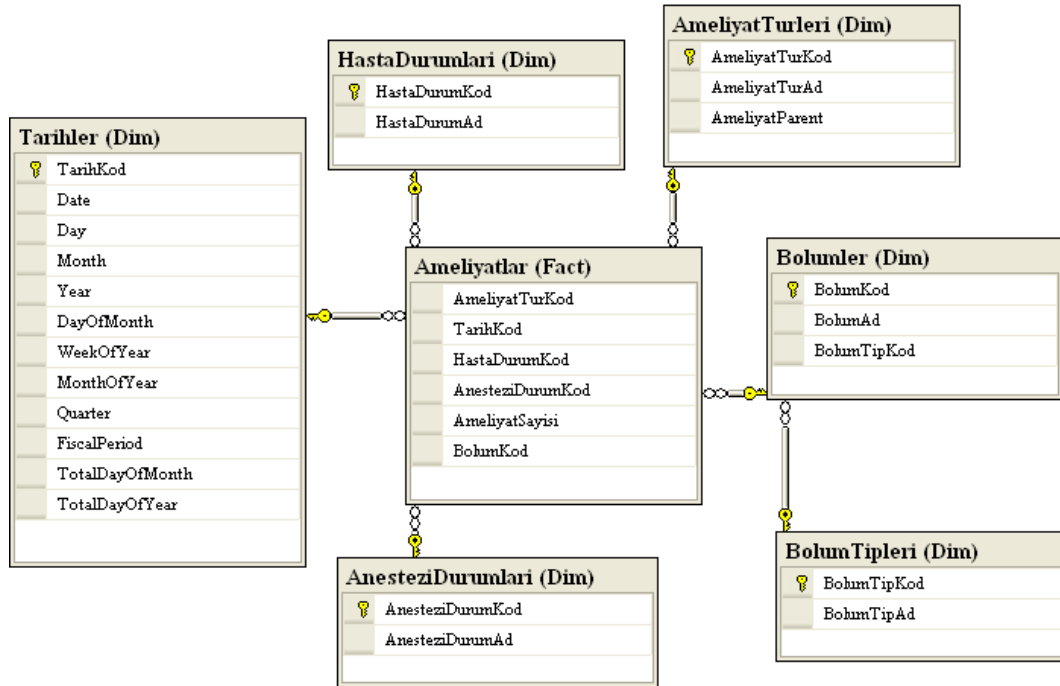 AmeliyatTurleri (Dim)
AmeliyatTurKod
AmeliyatTurAd
AmeliyatParent
HastaDurumlari (Dim)
HastaDurumKod
HastaDurumAd
Tarihler (Dim)
TarihKod
Date
Day
Month
Year
DayOfMonth
WeekOfYear
MonthOfYear
Quarter
FiscalPeriod
TotalDayOfMonth
TotalDayOfYear
Ameliyatlar (Fact)
AmeliyatTurKod
TarihKod
HastaDurumKod
AnesteziDurumKod
AmeliyatSayisi
BolumKod
Bolumler (Dim)
BolumKod
BolumAd
BolumTipKod
AnesteziDurumlari (Dim)
AnesteziDurumKod
AnesteziDurumAd
BolumTipleri (Dim)
BolumTipKod
BolumTipAd